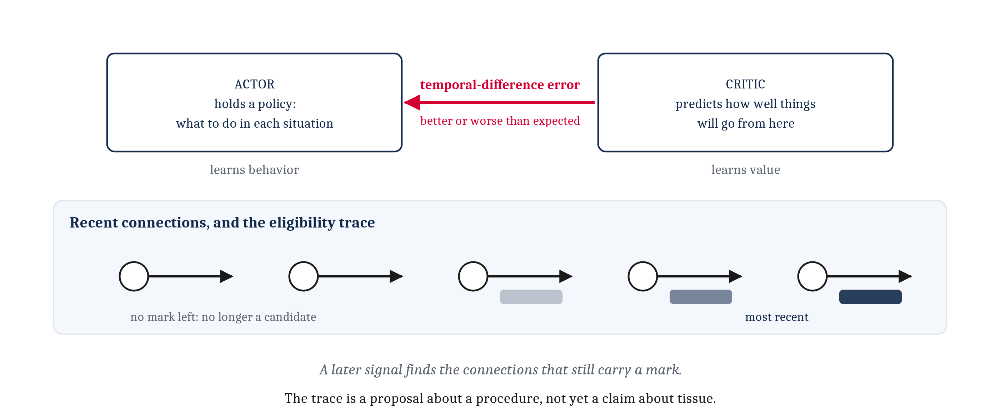 ACTOR
holds a policy:
what to do in each situation
learns behavior
temporal-difference error
better or worse than expected
CRITIC
predicts how well things
will go from here
learns value
Recent connections, and the eligibility trace
no mark left: no longer a candidate
most recent
A later signal finds the connections that still carry a mark.
The trace is a proposal about a procedure, not yet a claim about tissue.